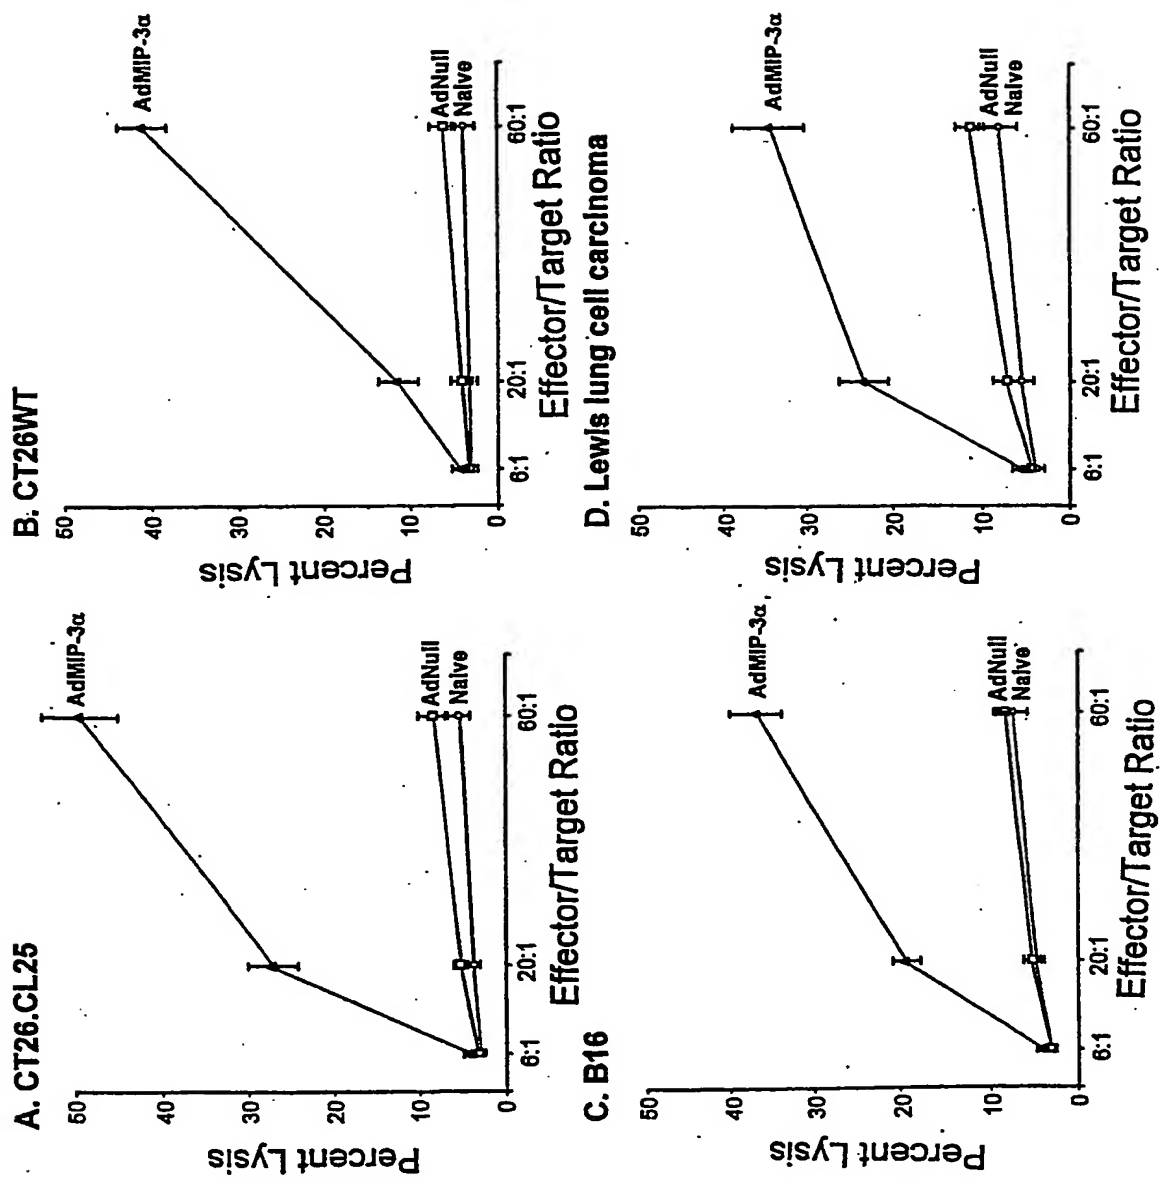 A. CT26.CL25
Percent Lysis
50
40
30
20
10
0
AdMIP-3α
AdNull
Naive
6:1
20:1
60:1
Effector/Target Ratio
B. CT26WT
Percent Lysis
50
40
30
20
10
0
AdMIP-3α
AdNull
Naive
6:1
20:1
60:1
Effector/Target Ratio
C. B16
Percent Lysis
50
40
30
20
10
0
AdMIP-3α
AdNull
Naive
6:1
20:1
60:1
Effector/Target Ratio
D. Lewis lung cell carcinoma
Percent Lysis
50
40
30
20
10
0
AdMIP-3α
AdNull
Naive
6:1
20:1
60:1
Effector/Target Ratio